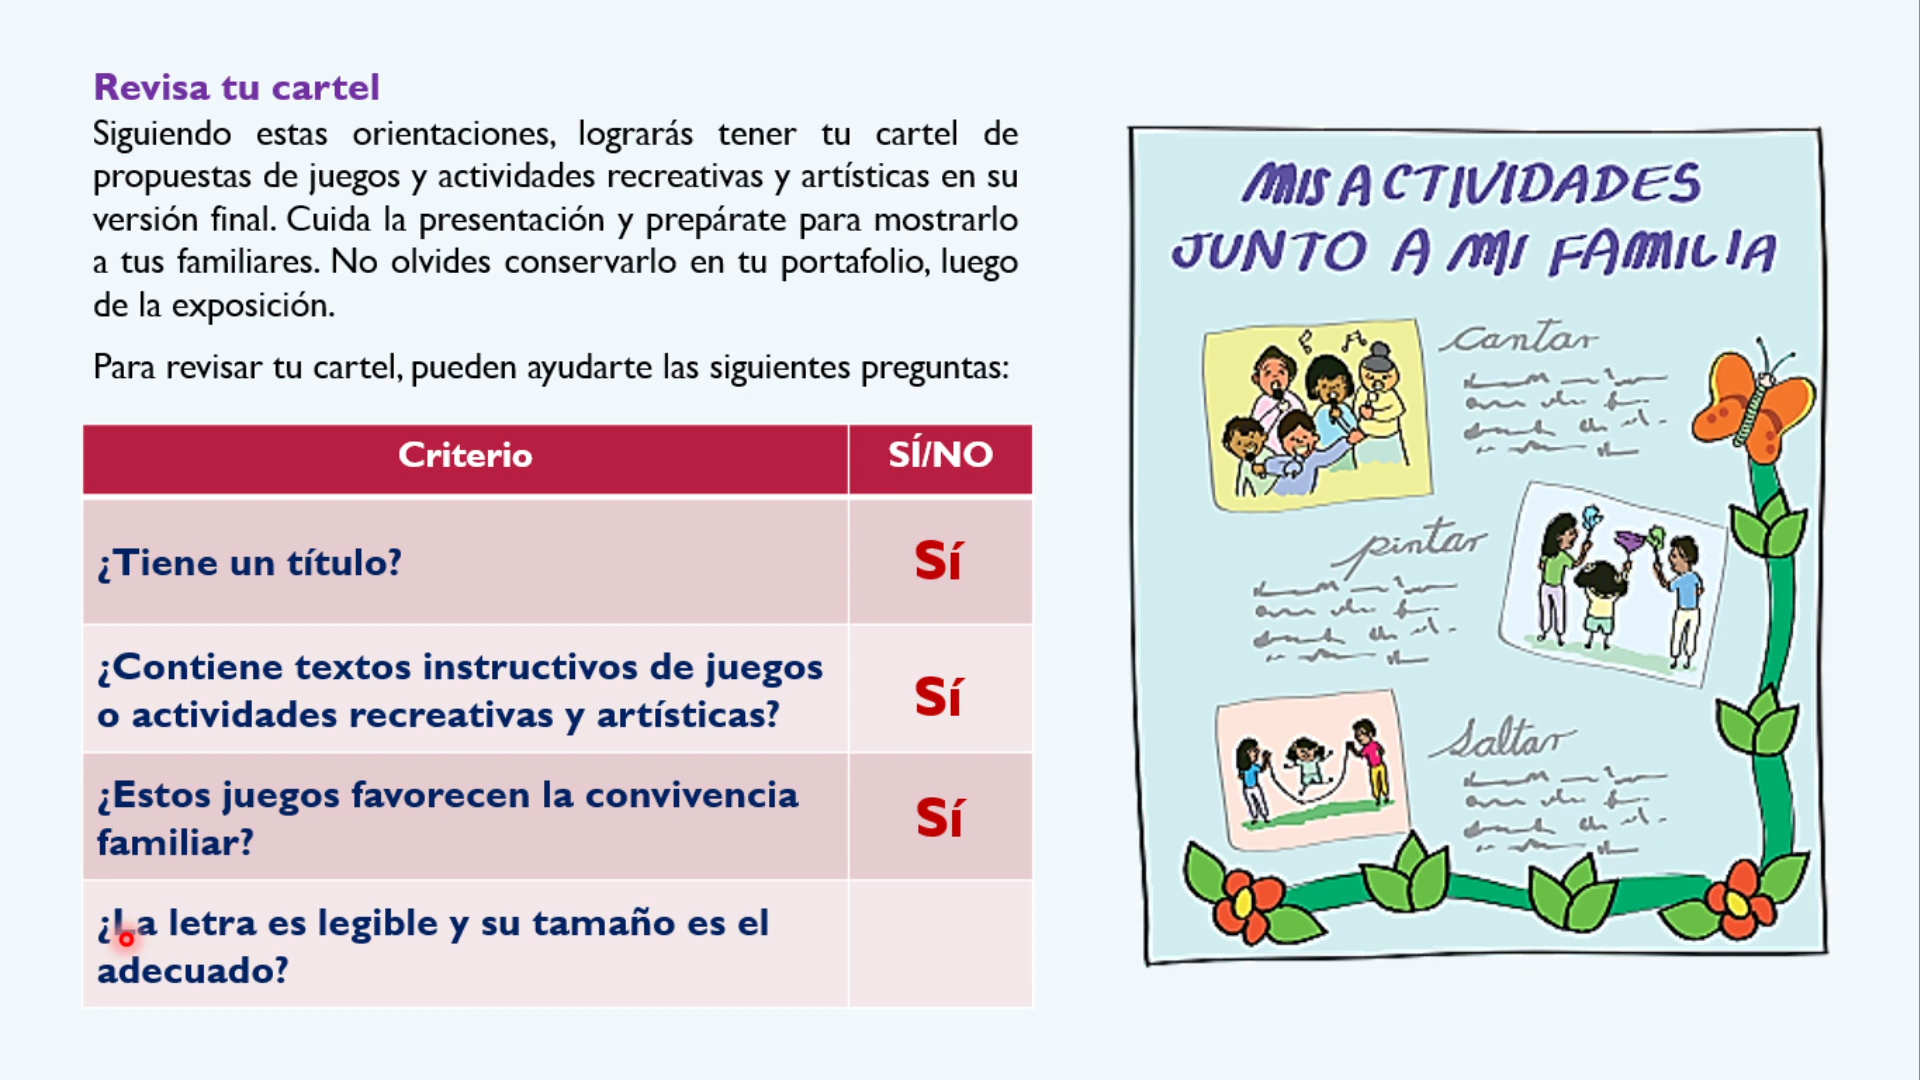 Revisa tu cartel
Siguiendo estas orientaciones, lograrás tener tu cartel de
propuestas de juegos y actividades recreativas y artísticas en su
versión final. Cuida la presentación y prepárate para mostrarlo
a tus familiares. No olvides conservarlo en tu portafolio, luego
de la exposición.
Para revisar tu cartel, pueden ayudarte las siguientes preguntas:
Criterio SÍ/NO
¿Tiene un título? Sí
¿Contiene textos instructivos de juegos
o actividades recreativas y artísticas? Sí
¿Estos juegos favorecen la convivencia
familiar? Sí
¿La letra es legible y su tamaño es el
adecuado?
MIS ACTIVIDADES
JUNTO A MI FAMILIA
cantar
pintar
saltar